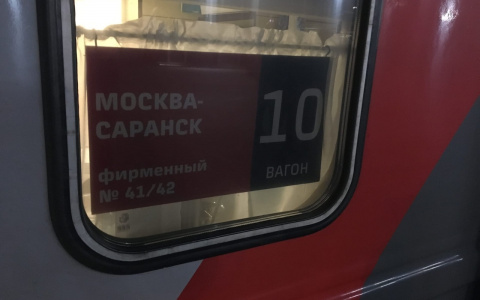 МОСКВА-
САРАНСК
фирменный
№ 41/42
10
ВАГОН